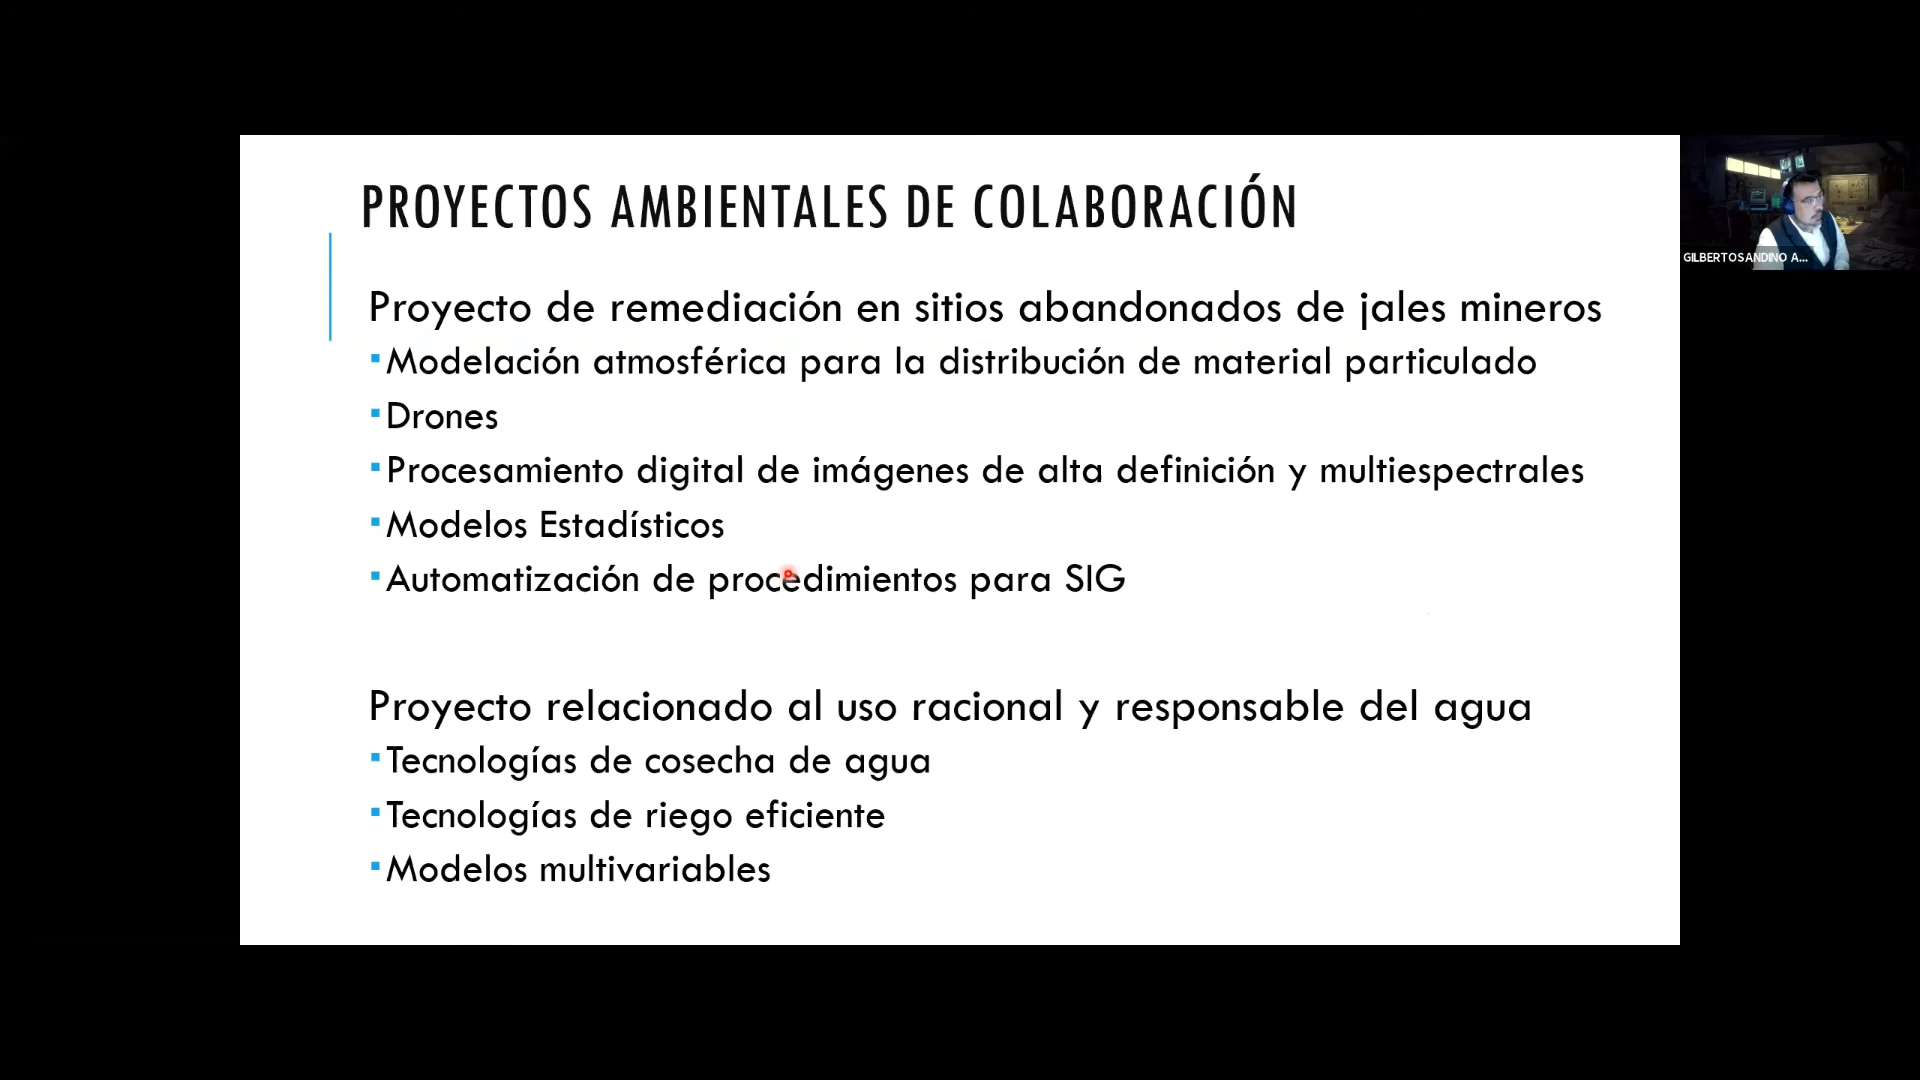 PROYECTOS AMBIENTALES DE COLABORACIÓN
Proyecto de remediación en sitios abandonados de jales mineros
Modelación atmosférica para la distribución de material particulado
Drones
Procesamiento digital de imágenes de alta definición y multiespectrales
Modelos Estadísticos
Automatización de procedimientos para SIG
Proyecto relacionado al uso racional y responsable del agua
Tecnologías de cosecha de agua
Tecnologías de riego eficiente
Modelos multivariables
GILBERTOSANDINO A...